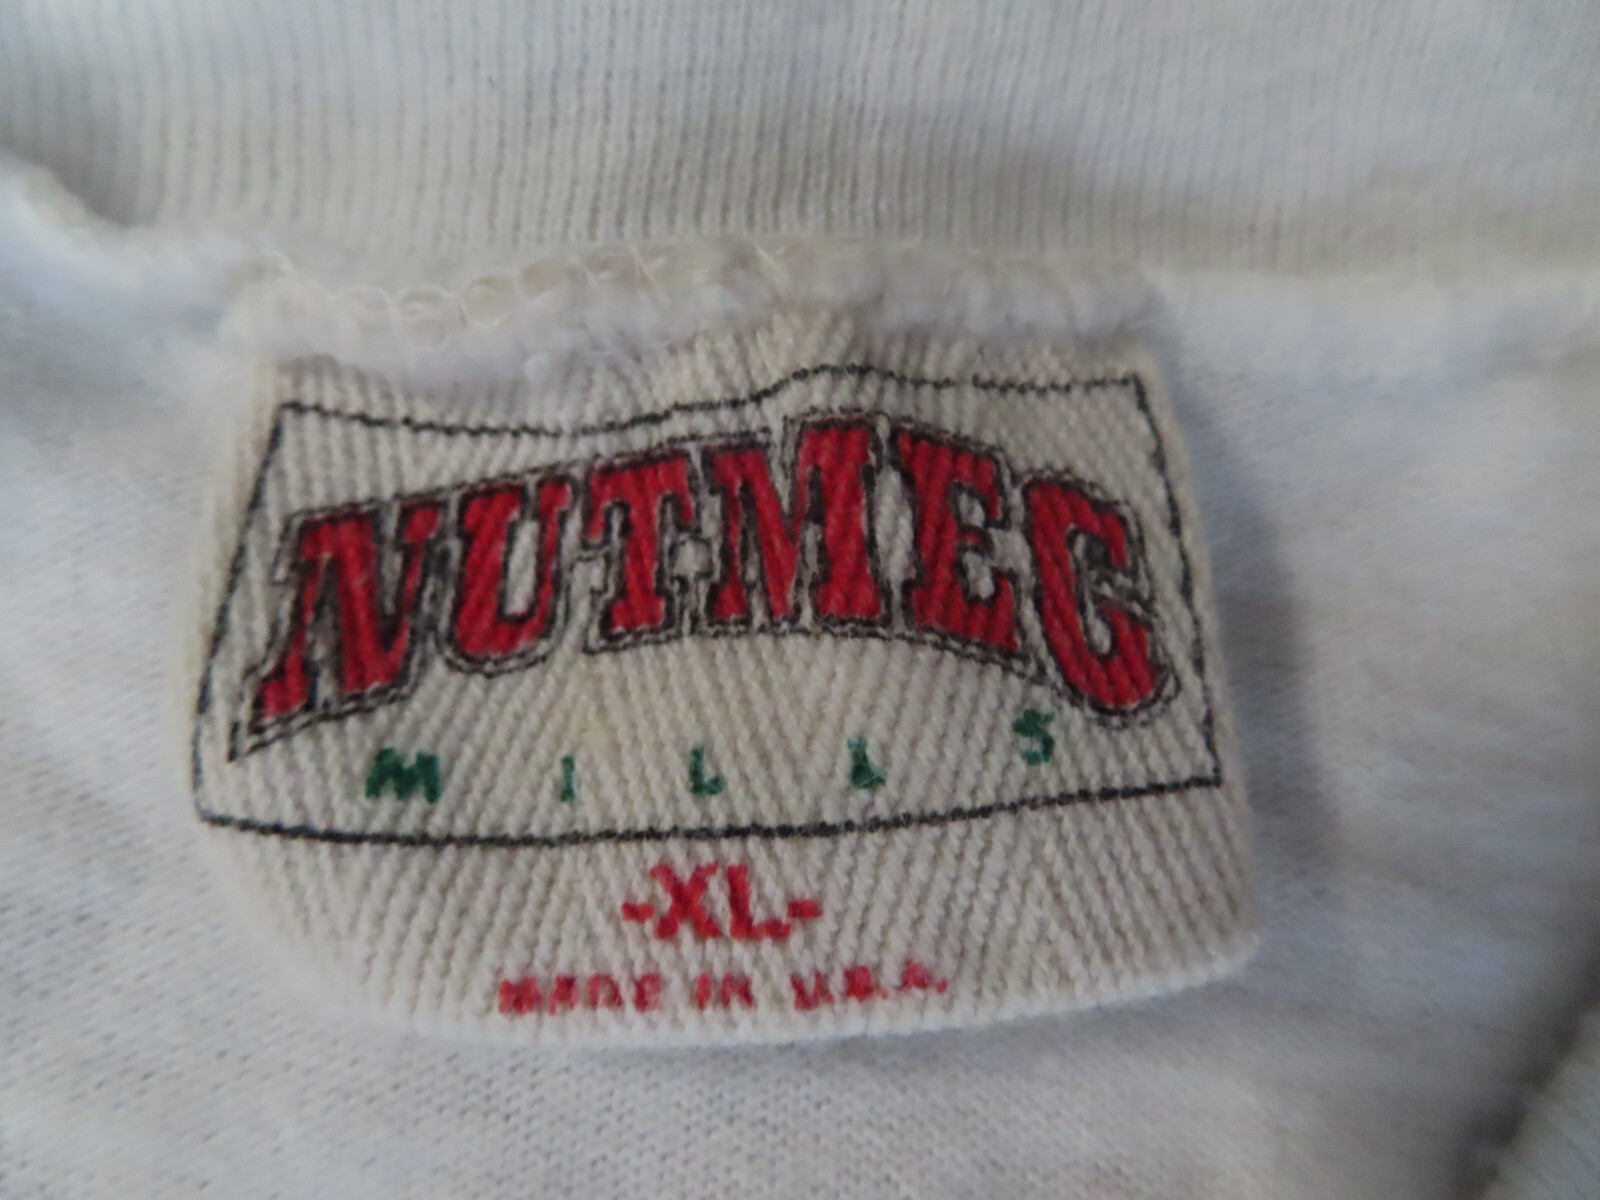 NUTMEG
MILLS
-XL-
MADE IN U.S.A.